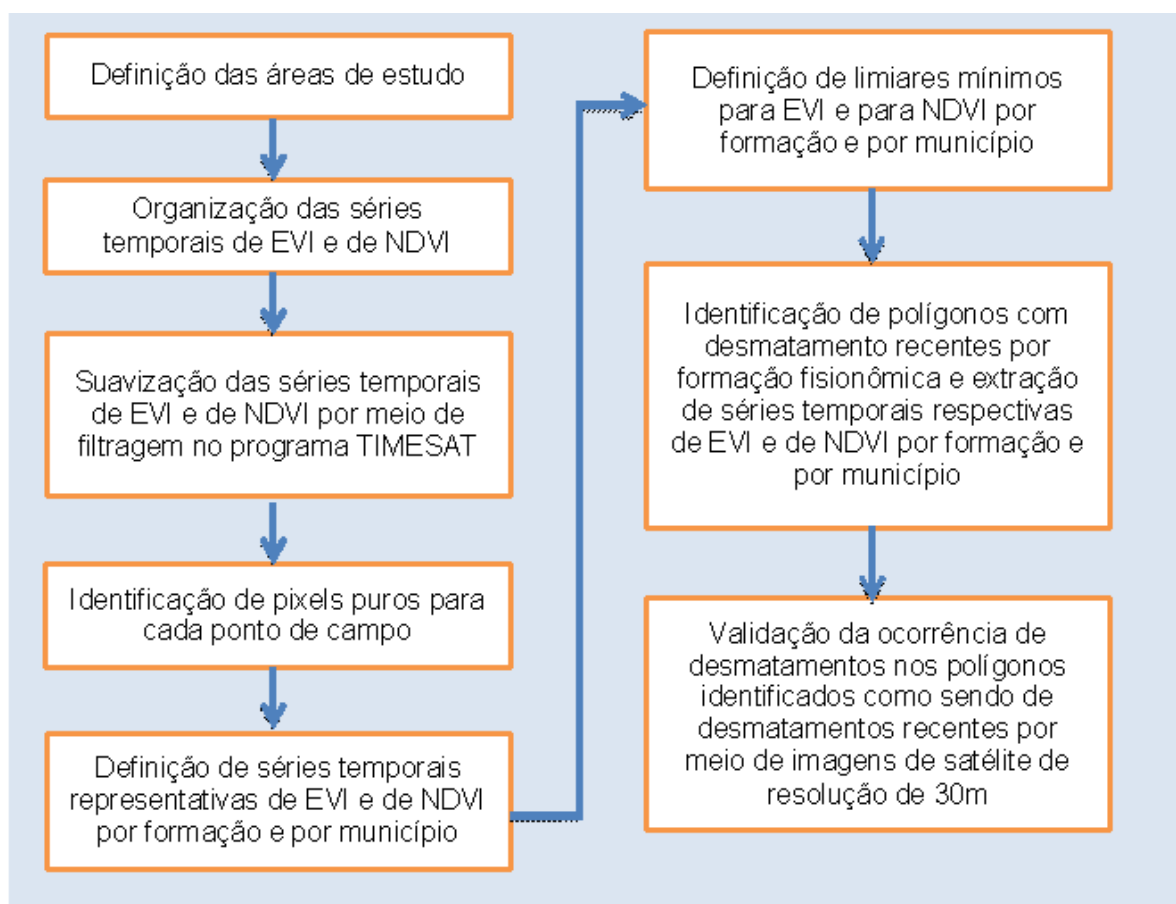 Definição das áreas de estudo
Organização das séries
temporais de EVI e de NDVI
Suavização das séries temporais
de EVI e de NDVI por meio de
filtragem no programa TIMESAT
Identificação de pixels puros para
cada ponto de campo
Definição de séries temporais
representativas de EVI e de NDVI
por formação e por município
Definição de limiares mínimos
para EVI e para NDVI por
formação e por município
Identificação de polígonos com
desmatamento recentes por
formação fisionômica e extração
de séries temporais respectivas
de EVI e de NDVI por formação e
por município
Validação da ocorrência de
desmatamentos nos polígonos
identificados como sendo de
desmatamentos recentes por
meio de imagens de satélite de
resolução de 30m